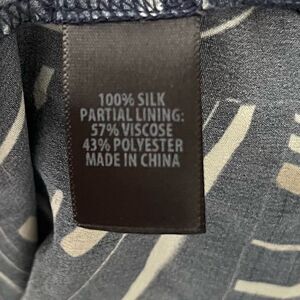 100% SILK
PARTIAL LINING:
57% VISCOSE
43% POLYESTER
MADE IN CHINA